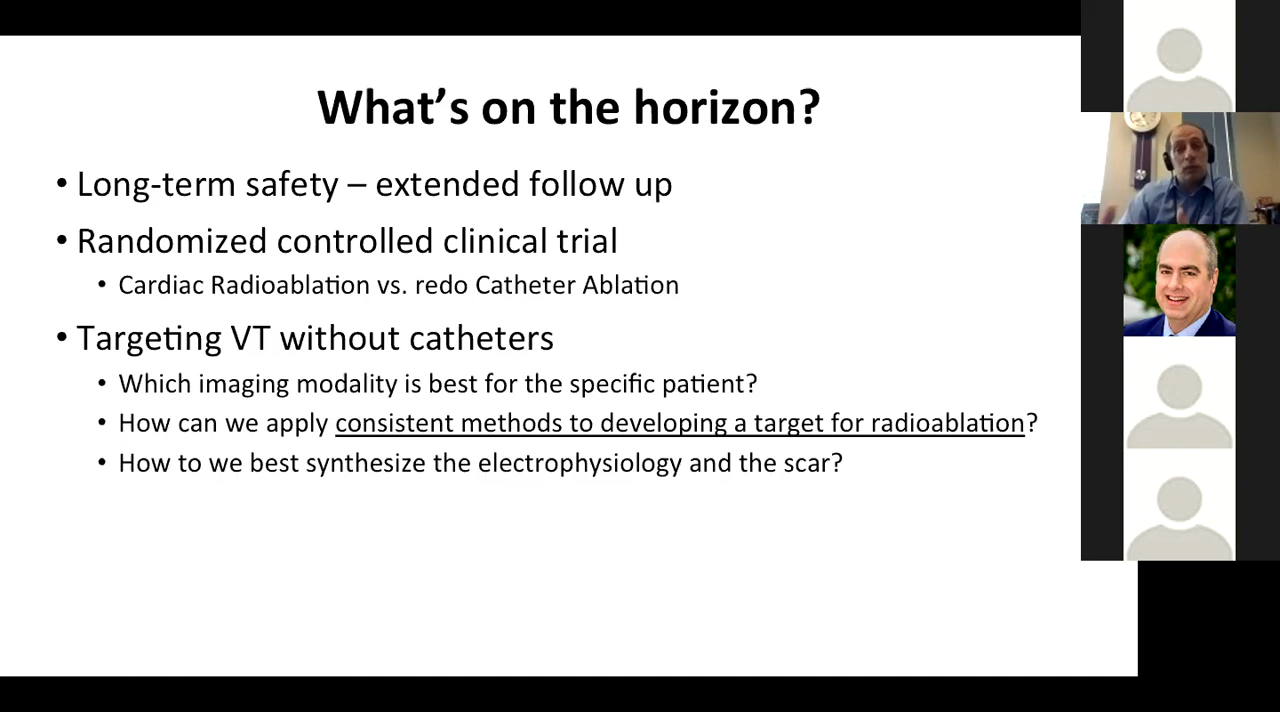 What’s on the horizon?
• Long-term safety – extended follow up
• Randomized controlled clinical trial
• Cardiac Radioablation vs. redo Catheter Ablation
• Targeting VT without catheters
• Which imaging modality is best for the specific patient?
• How can we apply consistent methods to developing a target for radioablation?
• How to we best synthesize the electrophysiology and the scar?